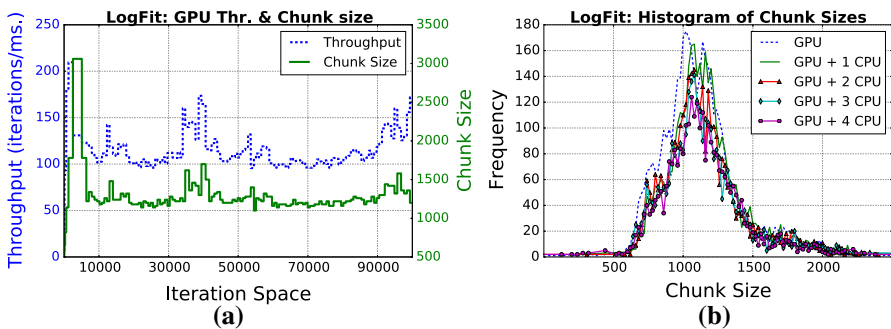 LogFit: GPU Thr. & Chunk size
Throughput (iterations/ms.)
250
200
150
100
50
0
Throughput
Chunk Size
3500
3000
2500
2000
1500
1000
500
Chunk Size
10000 30000 50000 70000 90000
Iteration Space
(a)
LogFit: Histogram of Chunk Sizes
Frequency
180
160
140
120
100
80
60
40
20
0
GPU
GPU + 1 CPU
GPU + 2 CPU
GPU + 3 CPU
GPU + 4 CPU
500 1000 1500 2000
Chunk Size
(b)